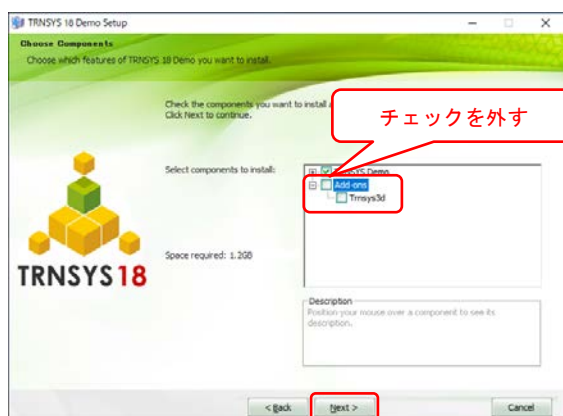 TRNSYS 18 Demo Setup
Choose Components
Choose which features of TRNSYS 18 Demo you want to install.
Check the components you want to install
Click Next to continue.
チェックを外す
Select components to install:
Demo
Add-ons
Trnsys3d
Space required: 1.2GB
TRNSYS18
Description
Position your mouse over a component to see its
description.
< Back
Next >
Cancel